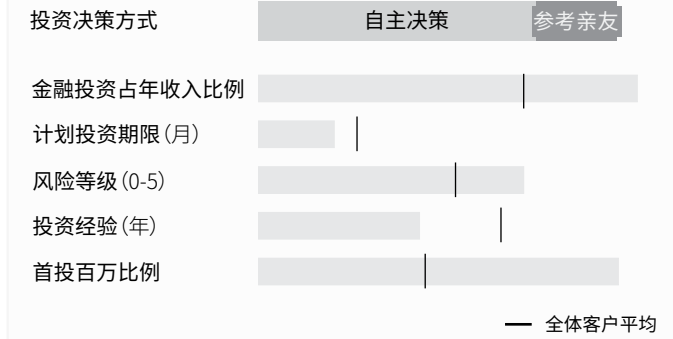 投资决策方式 自主决策 参考亲友
金融投资占年收入比例
计划投资期限(月)
风险等级(0-5)
投资经验(年)
首投百万比例
全体客户平均